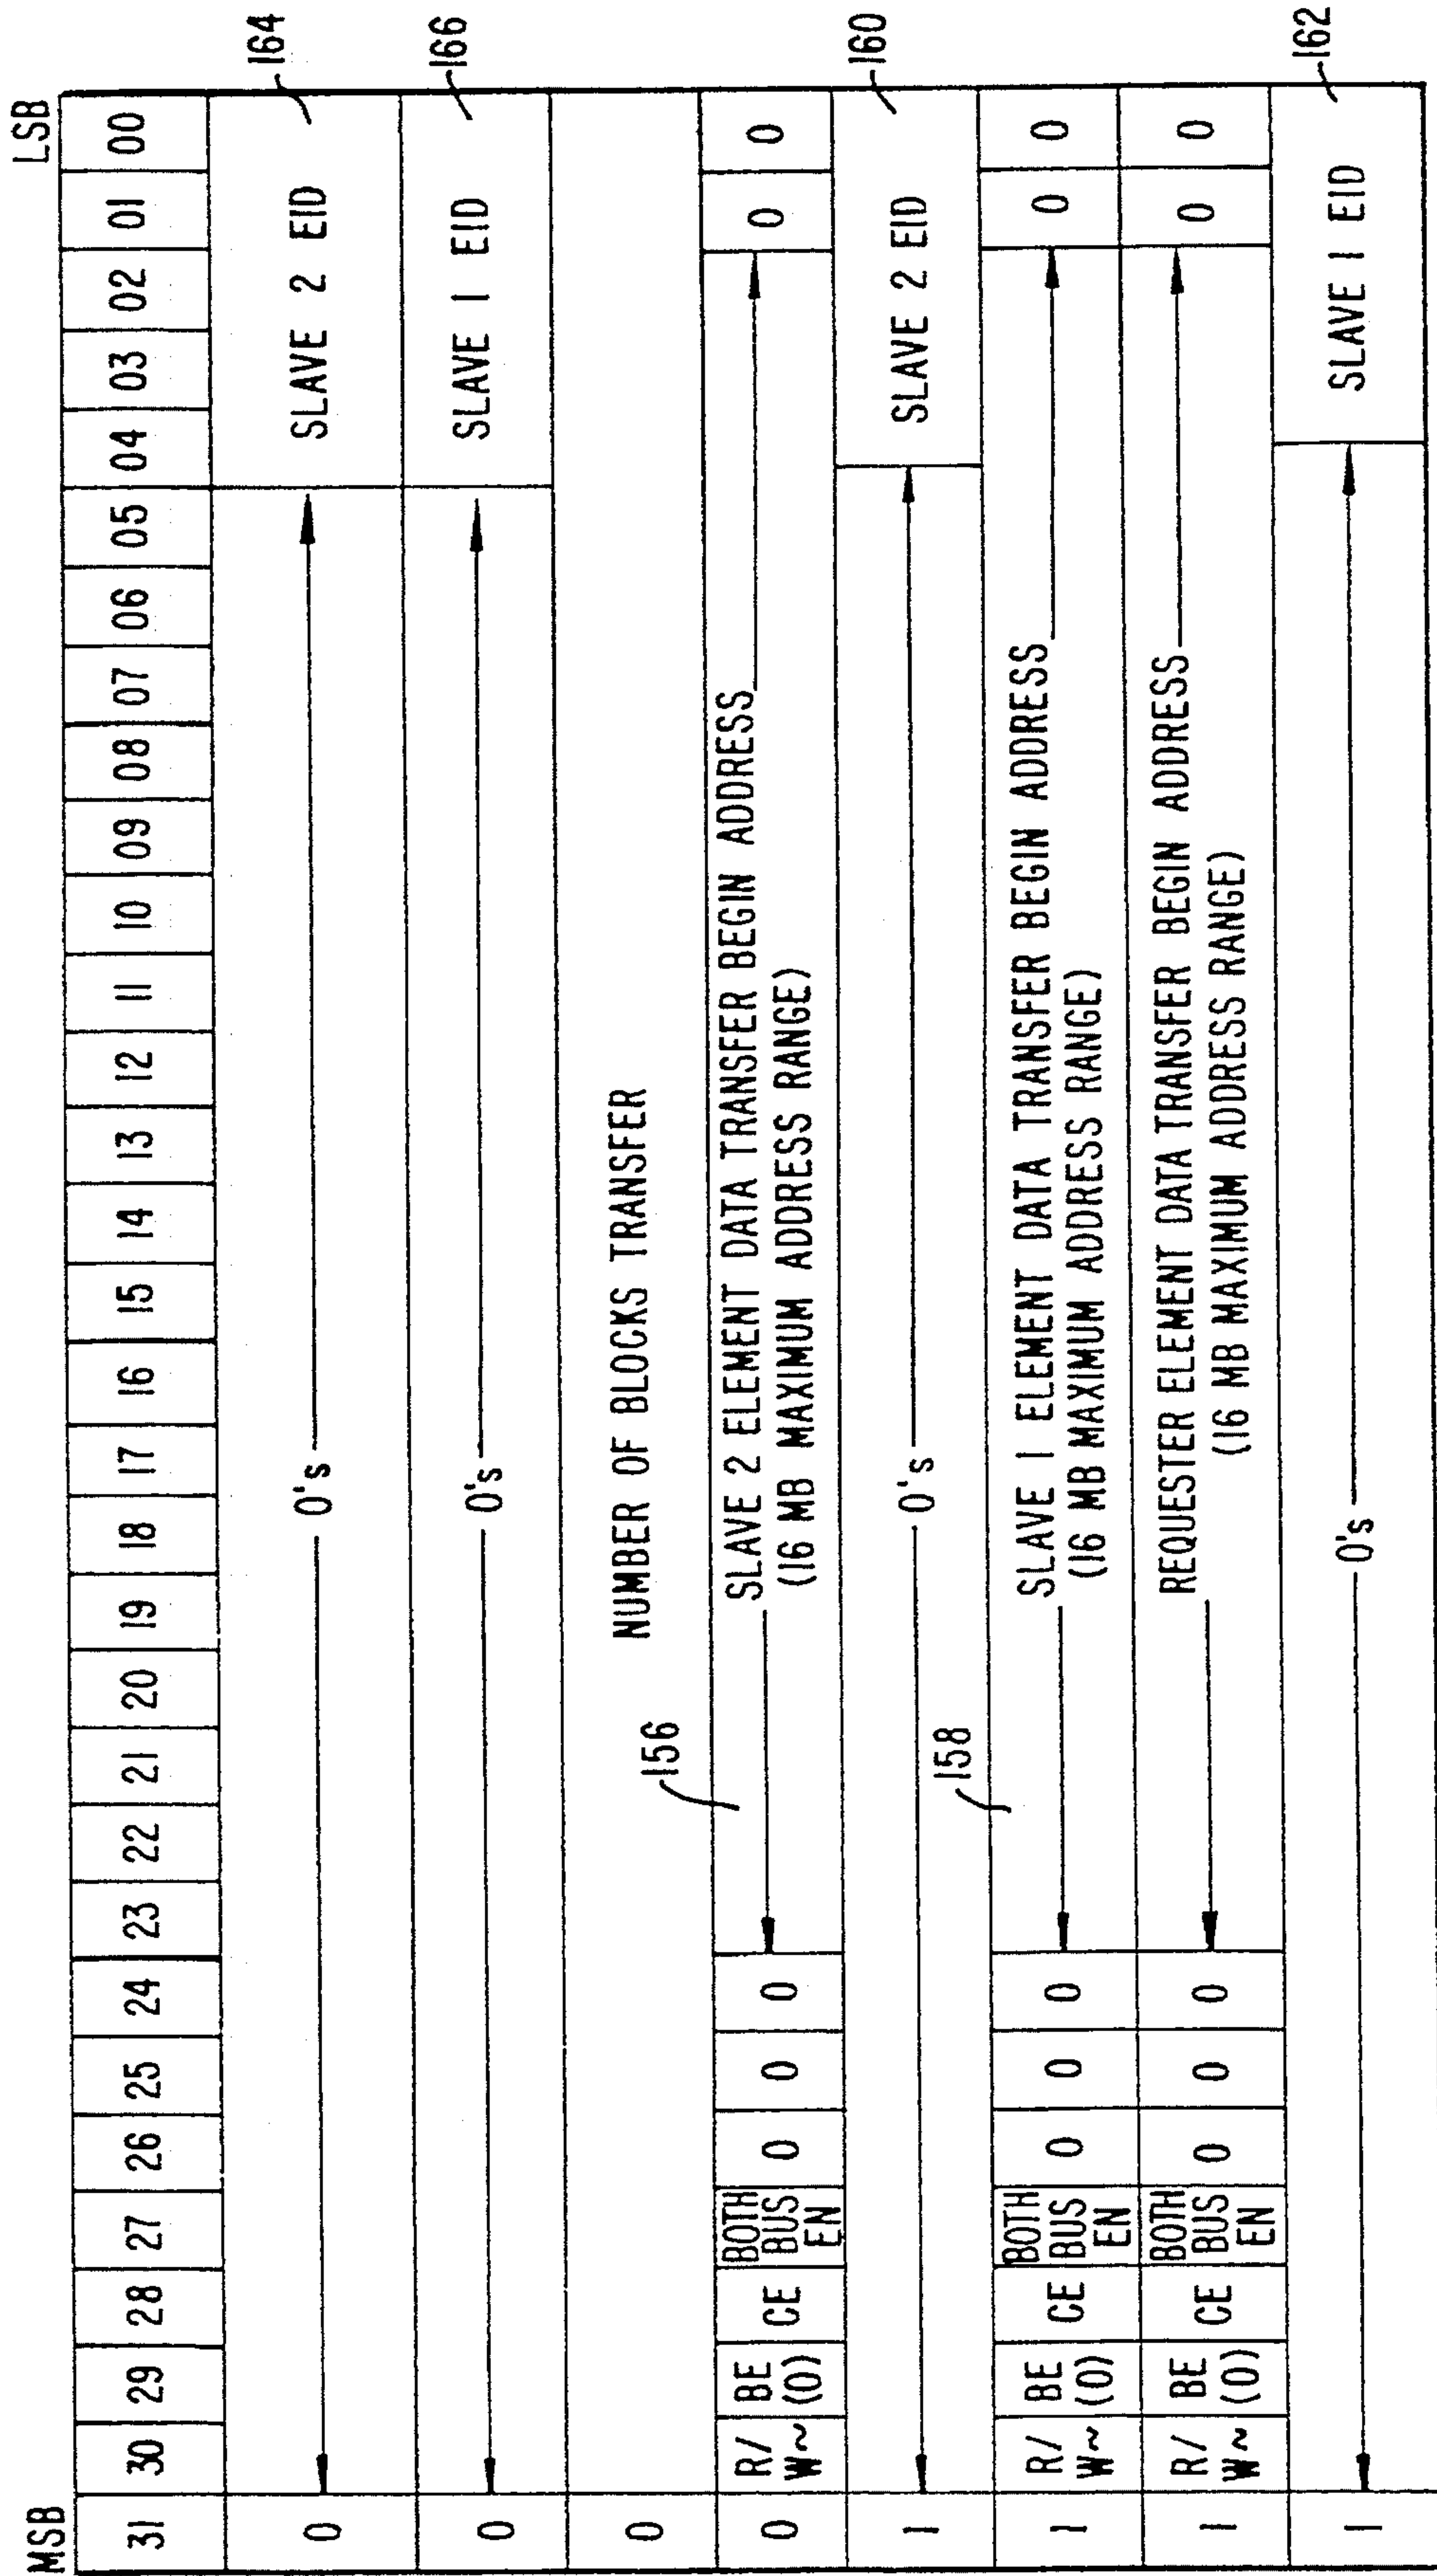 MSB LSB
31 30 29 28 27 26 25 24 23 22 21 20 19 18 17 16 15 14 13 12 11 10 09 08 07 06 05 04 03 02 01 00
0 0's SLAVE 2 EID 164
0 0's SLAVE 1 EID 166
0 NUMBER OF BLOCKS TRANSFER
156
0 R/ W~ BE (0) CE BOTH BUS EN 0 0 0 SLAVE 2 ELEMENT DATA TRANSFER BEGIN ADDRESS 0 0
(16 MB MAXIMUM ADDRESS RANGE)
1 0's SLAVE 2 EID 160
158
1 R/ W~ BE (0) CE BOTH BUS EN 0 0 0 SLAVE 1 ELEMENT DATA TRANSFER BEGIN ADDRESS 0 0
(16 MB MAXIMUM ADDRESS RANGE)
1 R/ W~ BE (0) CE BOTH BUS EN 0 0 0 REQUESTER ELEMENT DATA TRANSFER BEGIN ADDRESS 0 0
(16 MB MAXIMUM ADDRESS RANGE)
1 0's SLAVE 1 EID 162